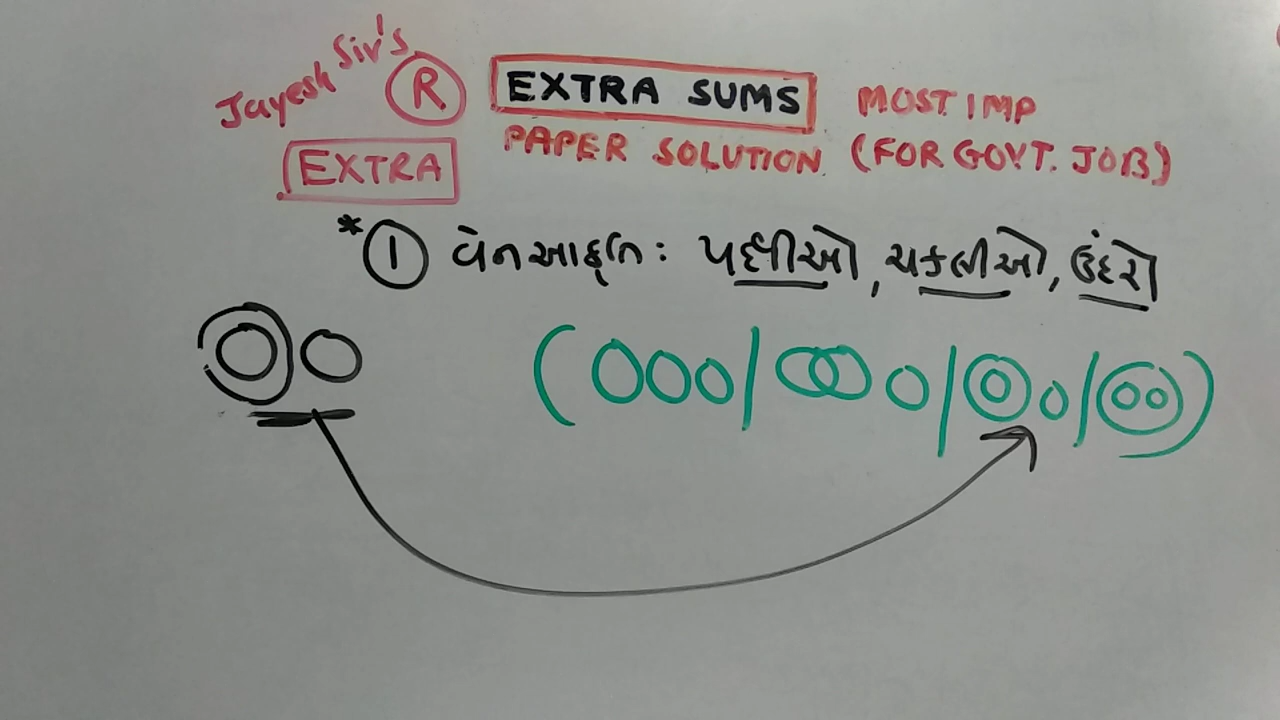 Jayesh Sir's Ⓡ EXTRA SUMS MOST IMP
EXTRA PAPER SOLUTION (FOR GOVT. JOB)
* ① વેનઆકૃતિ: પક્ષીઓ, ચકલીઓ, ઉંદરો